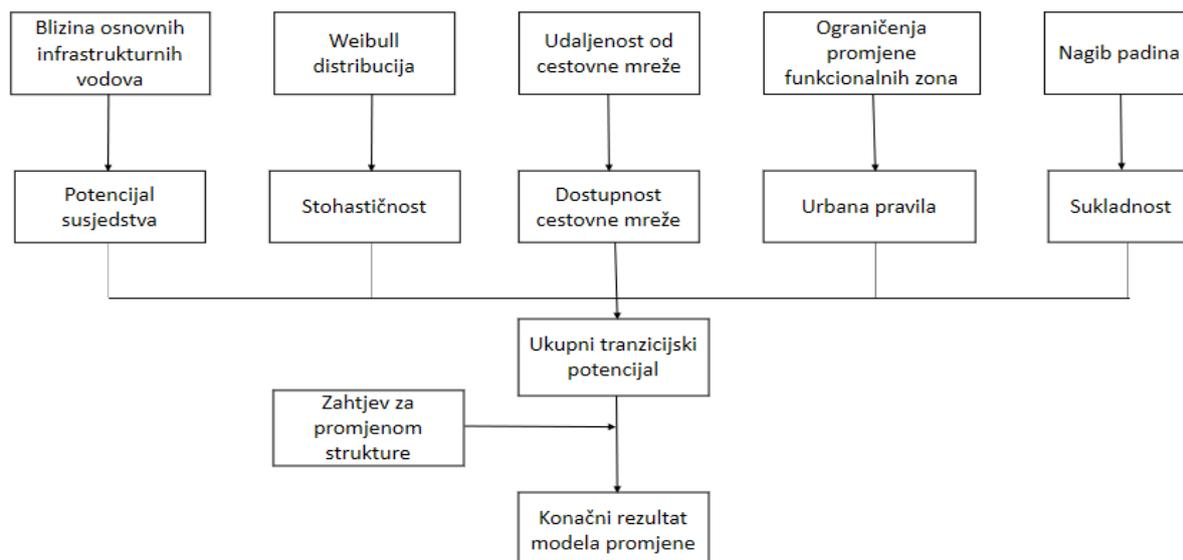 Blizina osnovnih
infrastrukturnih
vodova
Weibull
distribucija
Udaljenost od
cestovne mreže
Ograničenja
promjene
funkcionalnih zona
Nagib padina
Potencijal
susjedstva
Stohastičnost
Dostupnost
cestovne mreže
Urbana pravila
Sukladnost
Ukupni tranzicijski
potencijal
Zahtjev za
promjenom
strukture
Konačni rezultat
modela promjene